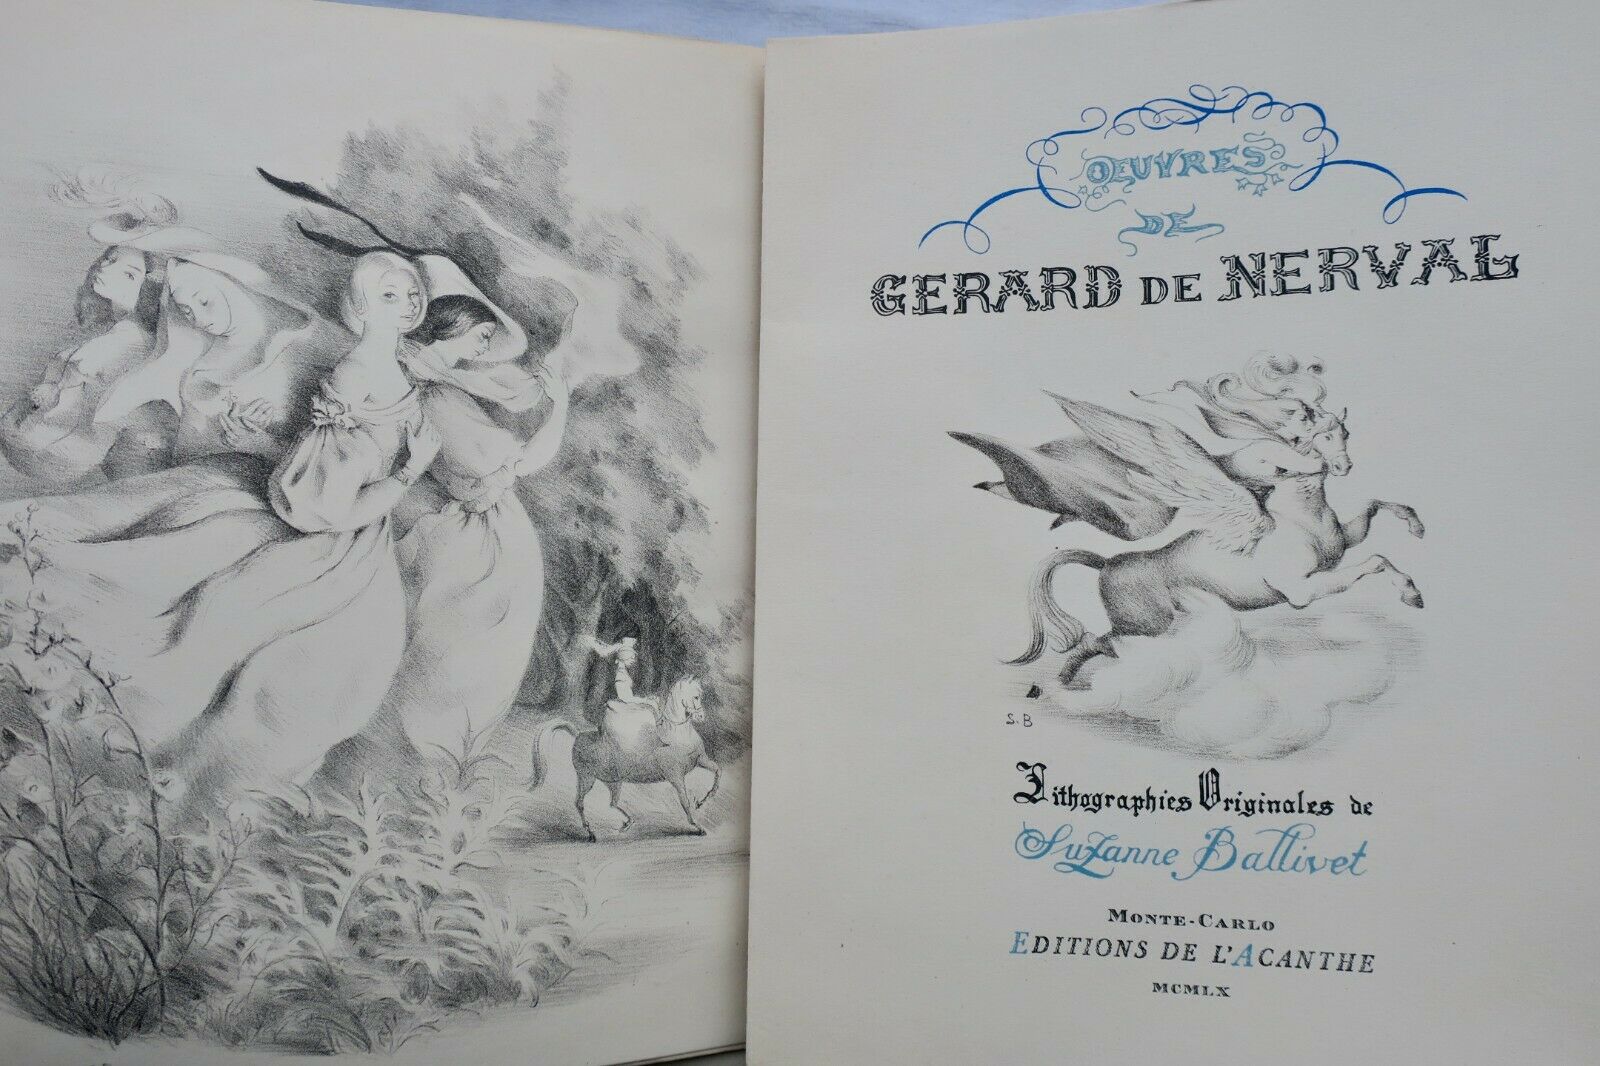 OEUVRES
DE
GERARD DE NERVAL
S.B
Lithographies Originales de
Suzanne Ballivet
MONTE-CARLO
EDITIONS DE L'ACANTHE
MCMLX